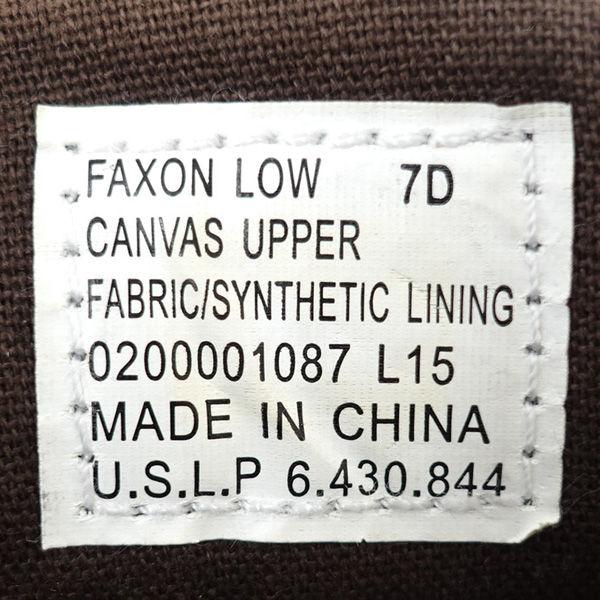 FAXON LOW 7D
CANVAS UPPER
FABRIC/SYNTHETIC LINING
0200001087 L15
MADE IN CHINA
U.S.L.P 6.430.844